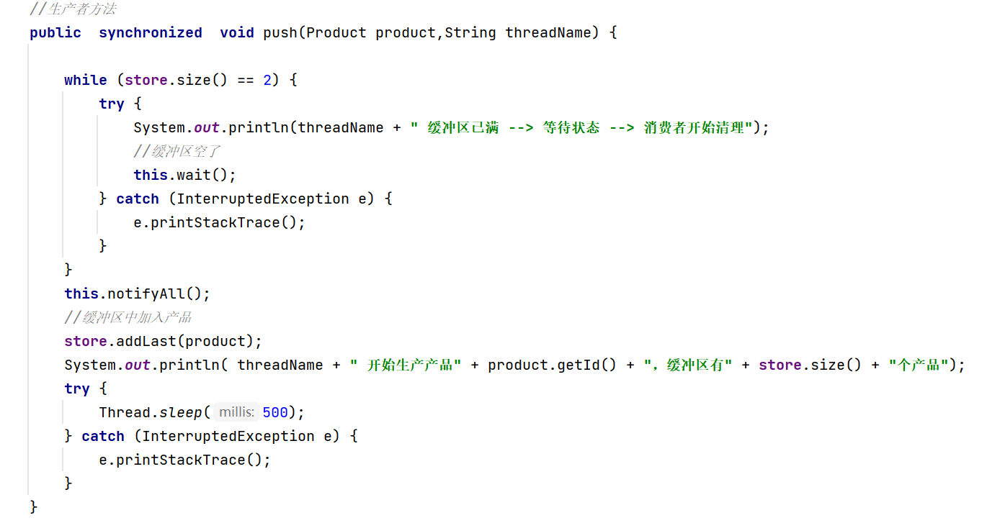 //生产者方法
public  synchronized  void push(Product product,String threadName) {
while (store.size() == 2) {
try {
System.out.println(threadName + " 缓冲区已满 --> 等待状态 --> 消费者开始清理");
//缓冲区空了
this.wait();
} catch (InterruptedException e) {
e.printStackTrace();
}
}
this.notifyAll();
//缓冲区中加入产品
store.addLast(product);
System.out.println( threadName + " 开始生产产品" + product.getId() + "，缓冲区有" + store.size() + "个产品");
try {
Thread.sleep( millis: 500);
} catch (InterruptedException e) {
e.printStackTrace();
}
}